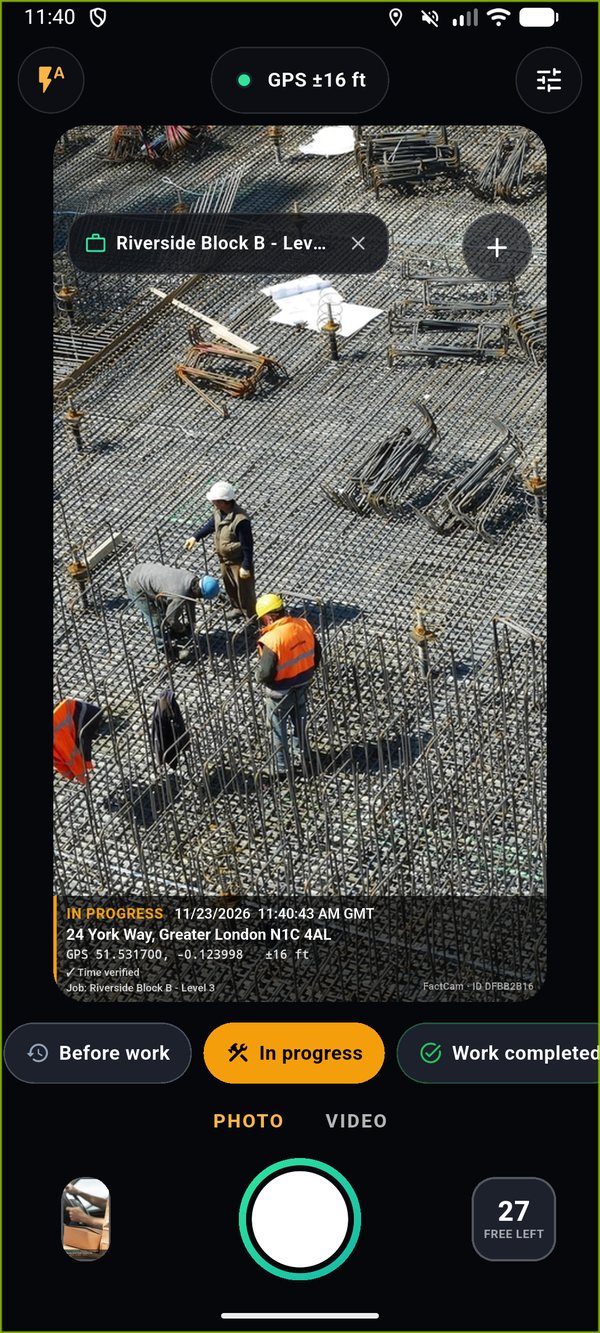 11:40
A
GPS ±16 ft
Riverside Block B - Lev...
IN PROGRESS 11/23/2026 11:40:43 AM GMT
24 York Way, Greater London N1C 4AL
GPS 51.531700, -0.123998 ±16 ft
✓ Time verified
Job: Riverside Block B - Level 3
FactCam · ID DFBB2B16
Before work
In progress
Work completed
PHOTO
VIDEO
27
FREE LEFT